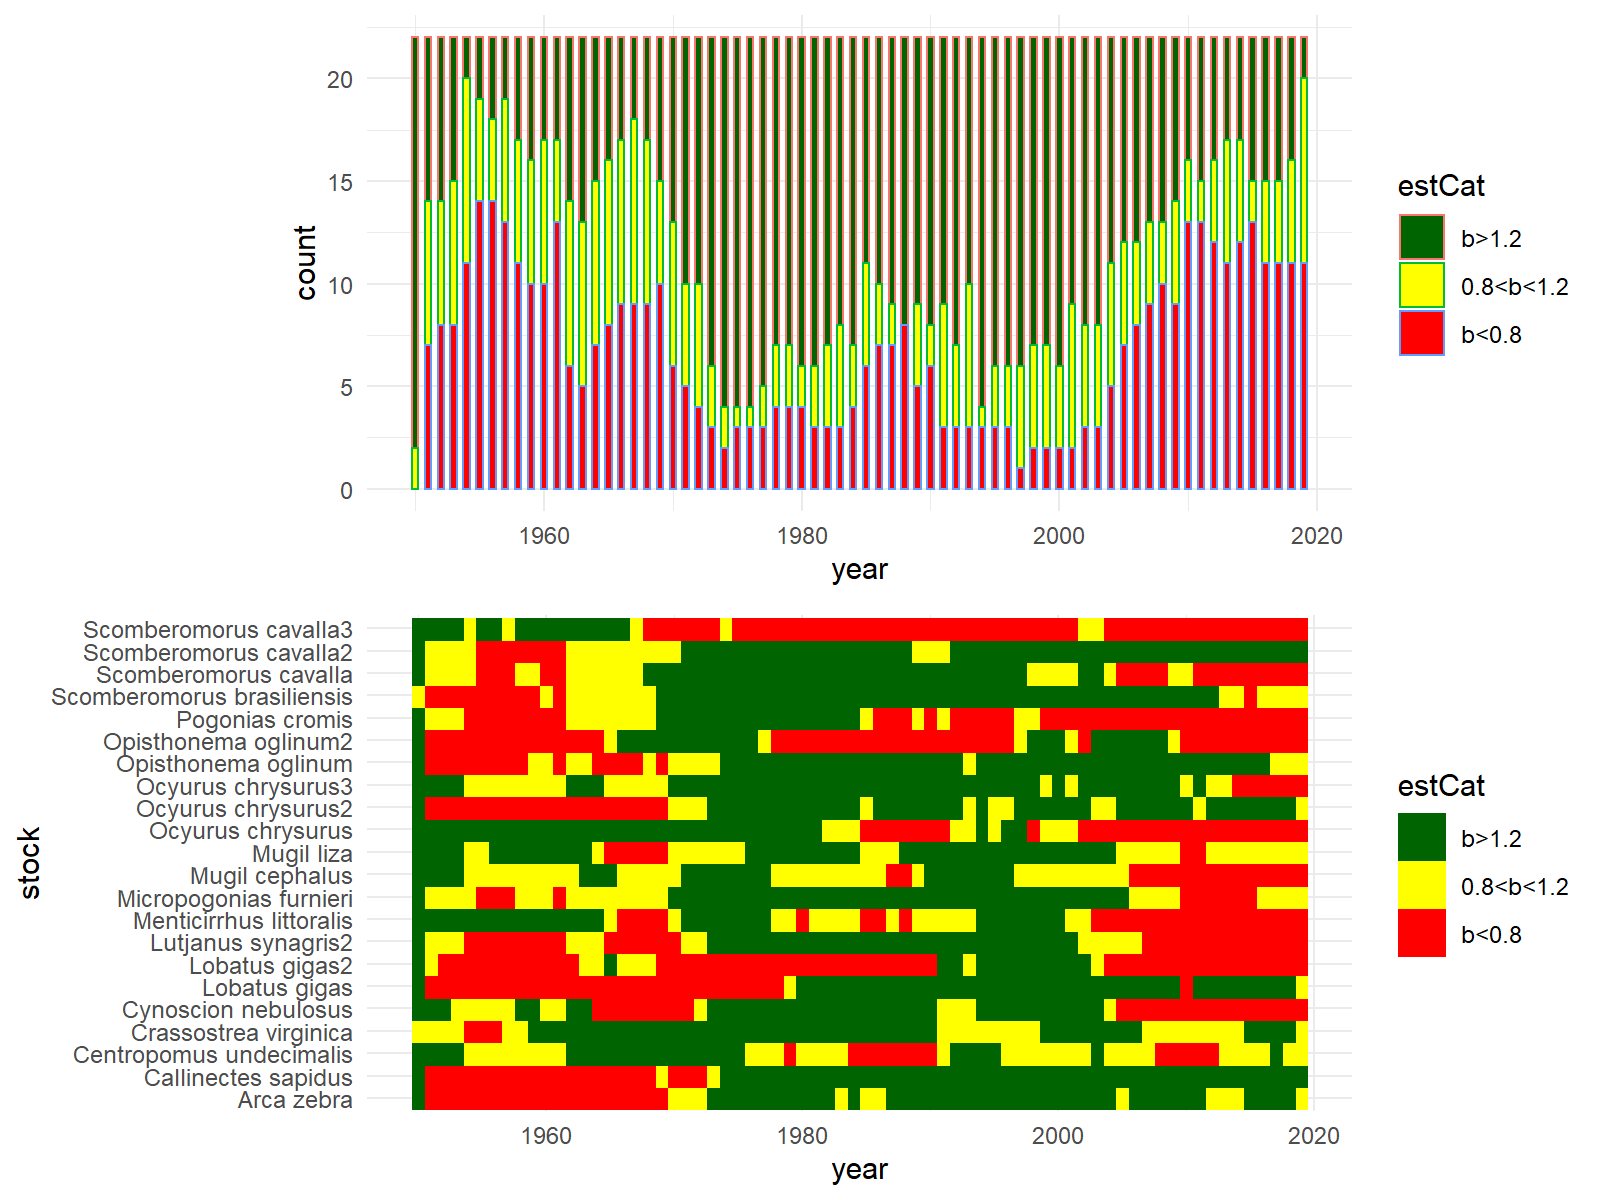 20
15
10
5
0
count
1960 1980 2000 2020
year
estCat
b>1.2
0.8<b<1.2
b<0.8
Scomberomorus cavalla3
Scomberomorus cavalla2
Scomberomorus cavalla
Scomberomorus brasiliensis
Pogonias cromis
Opisthonema oglinum2
Opisthonema oglinum
Ocyurus chrysurus3
Ocyurus chrysurus2
Ocyurus chrysurus
Mugil liza
Mugil cephalus
Micropogonias furnieri
Menticirrhus littoralis
Lutjanus synagris2
Lobatus gigas2
Lobatus gigas
Cynoscion nebulosus
Crassostrea virginica
Centropomus undecimalis
Callinectes sapidus
Arca zebra
stock
1960 1980 2000 2020
year
estCat
b>1.2
0.8<b<1.2
b<0.8